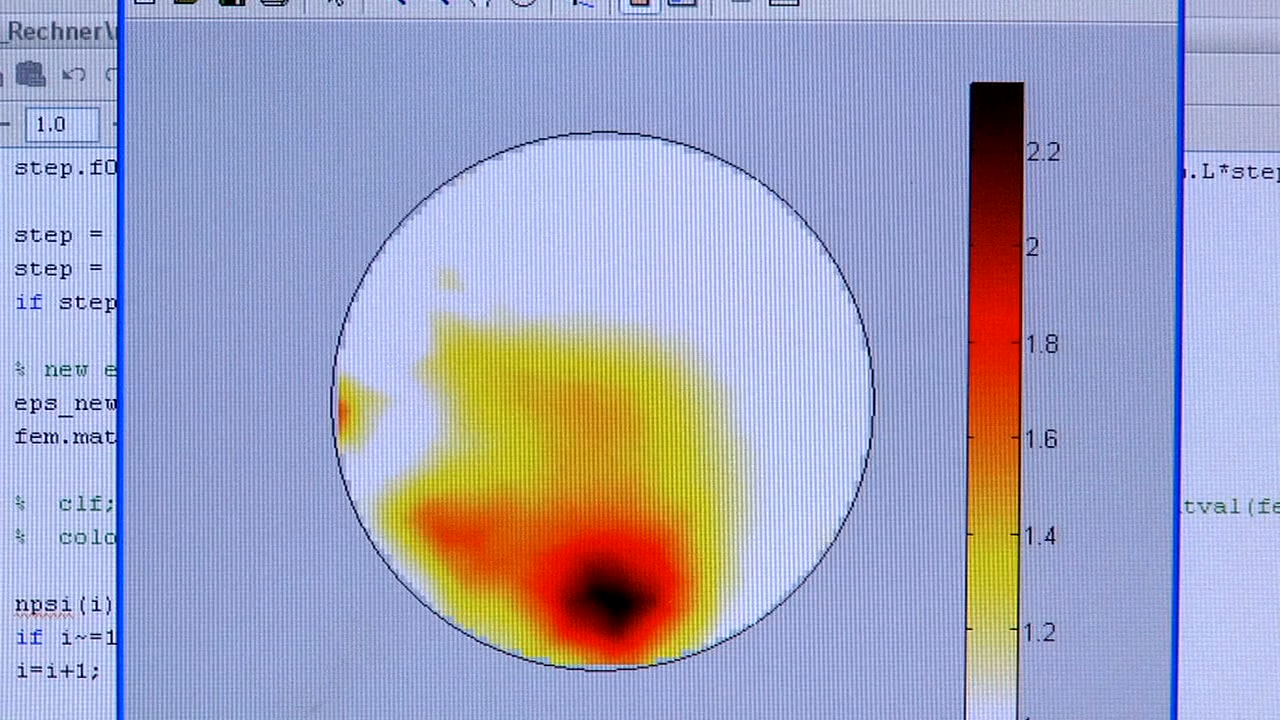 _Rechner\
1.0
step.fO
.L*step
step =
step =
if step
% new e
eps_new
fem.mat
% clf;
tval(fe
% colo
npsi(i)
if i~=1
i=i+1;
2.2
2
1.8
1.6
1.4
1.2